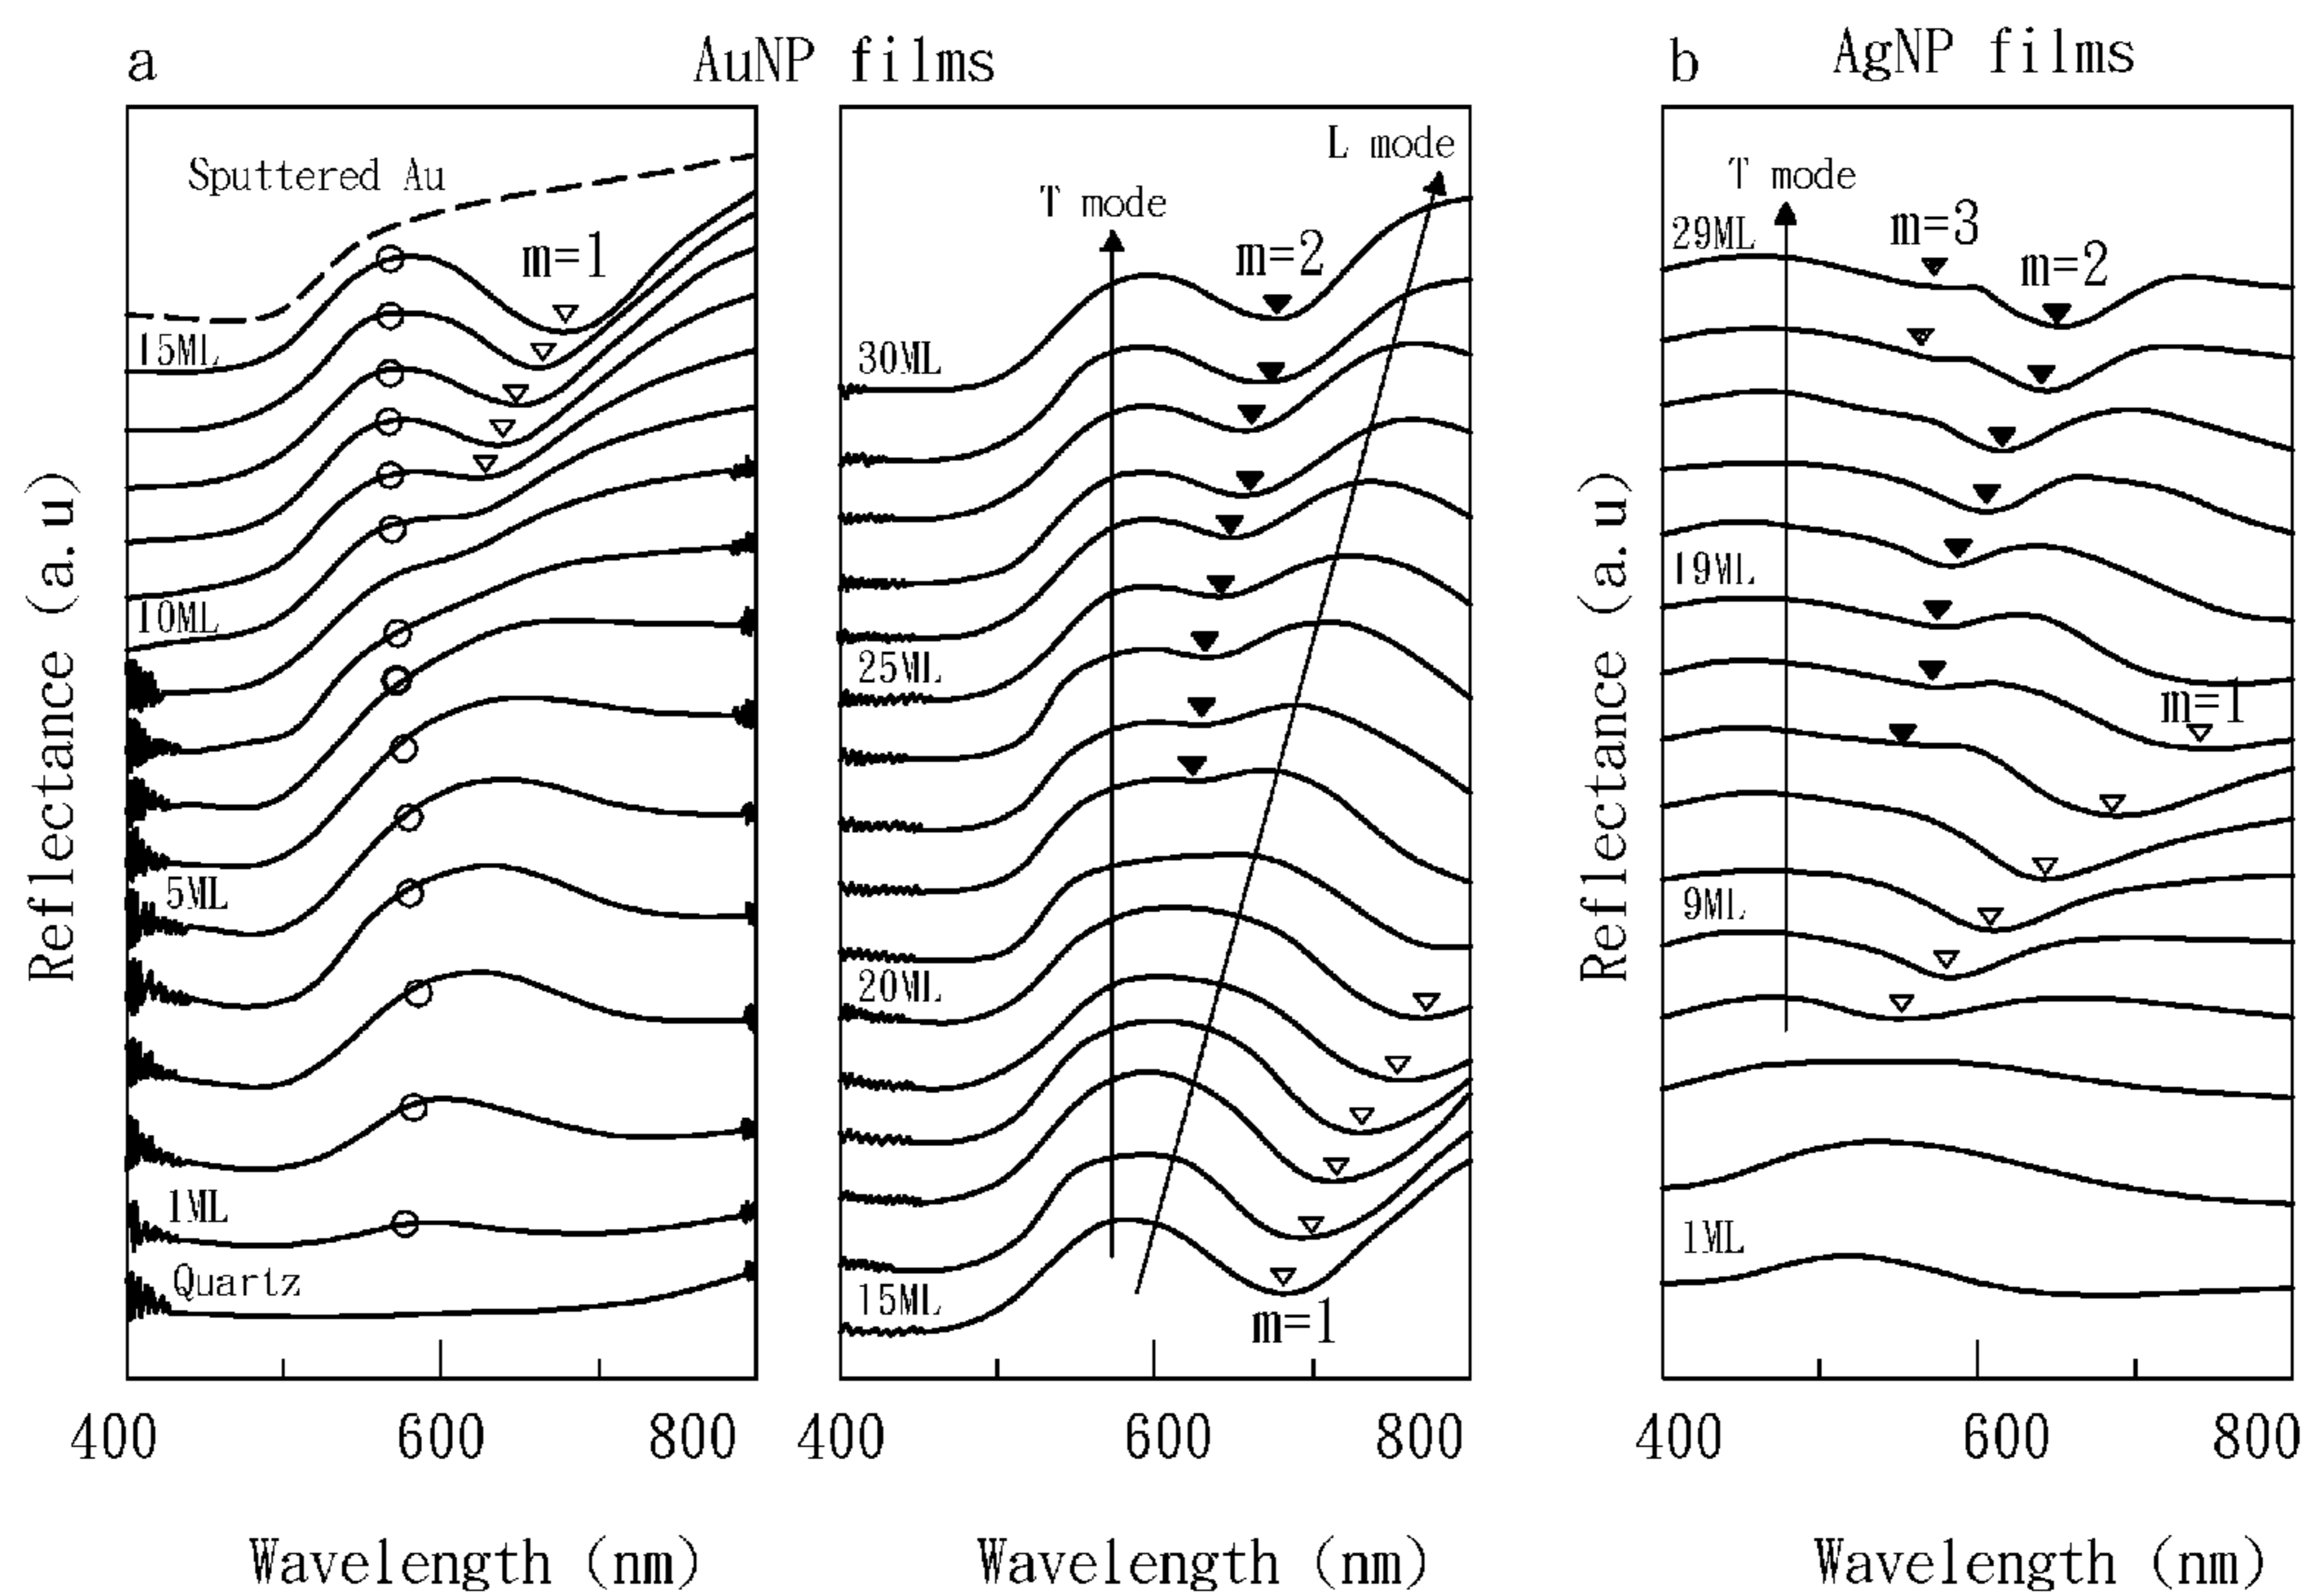 a
AuNP films
b
AgNP films
Sputtered Au
m=1
15ML
10ML
5ML
1ML
Quartz
T mode
L mode
m=2
30ML
25ML
20ML
15ML
m=1
T mode
29ML
m=3
m=2
19ML
m=1
9ML
1ML
Reflectance (a.u)
Reflectance (a.u)
400 600 800
400 600 800
400 600 800
Wavelength (nm)
Wavelength (nm)
Wavelength (nm)